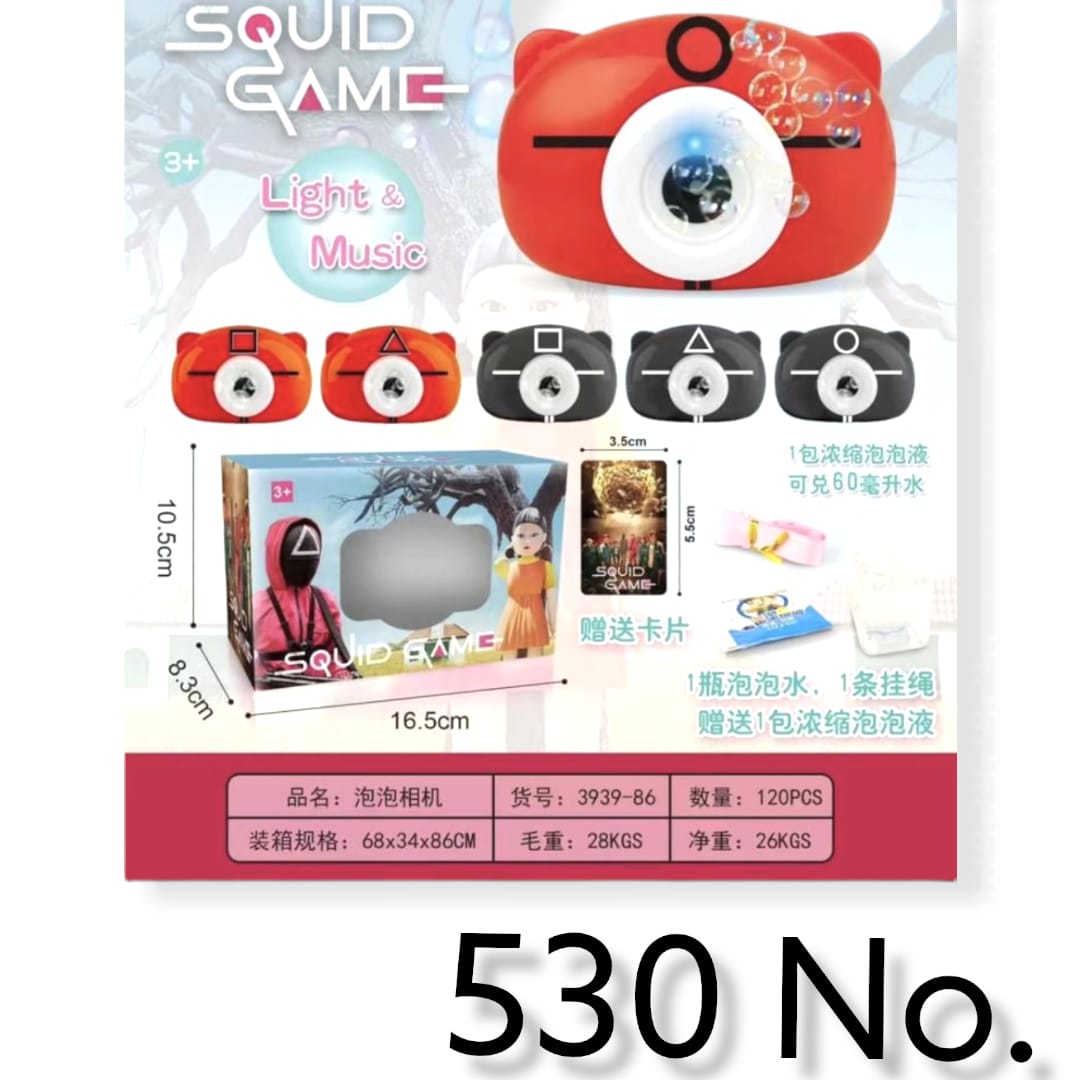 SQUID
GAME
3+
Light &
Music
3.5cm
1包浓缩泡泡液
可兑60毫升水
10.5cm
3+
5.5cm
SQUID
GAME
赠送卡片
SQUID GAME
8.3cm
16.5cm
1瓶泡泡水，1条挂绳
赠送1包浓缩泡泡液
品名：泡泡相机
货号：3939-86
数量：120PCS
装箱规格：68x34x86CM
毛重：28KGS
净重：26KGS
530 No.